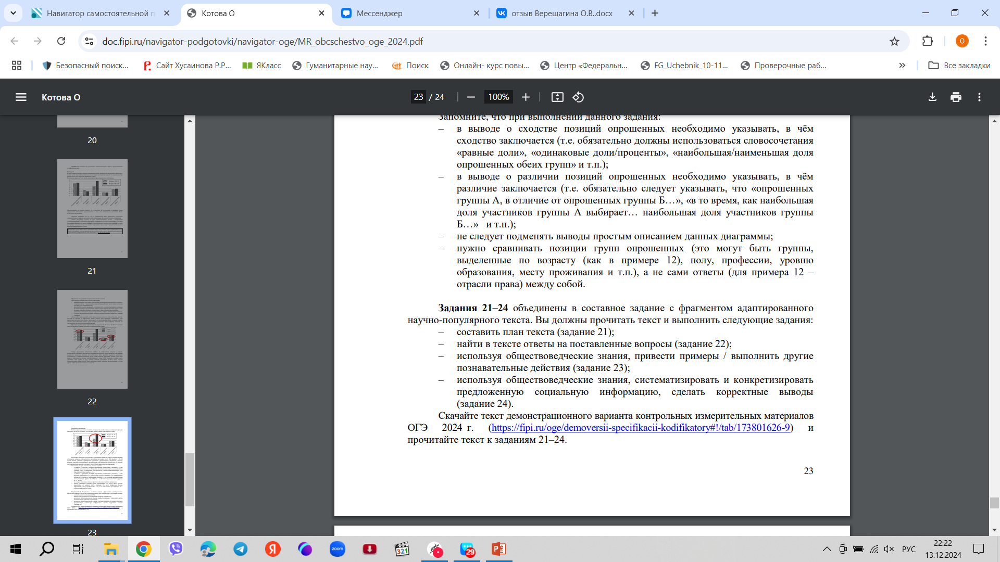 Навигатор самостоятельной п
Котова О
Мессенджер
отзыв Верещагина О.В..docx
doc.fipi.ru/navigator-podgotovki/navigator-oge/MR_obcschestvo_oge_2024.pdf
О
Безопасный поиск...
Сайт Хусаинова Р.Р...
ЯКласс
Гуманитарные нау...
Поиск
Онлайн- курс повы...
Центр «Федеральн...
FG_Uchebnik_10-11...
Проверочные раб...
Все закладки
Котова О
23 / 24
100%
20
21
22
23
Запомните, что при выполнении данного задания:
– в выводе о сходстве позиций опрошенных необходимо указывать, в чём
сходство заключается (т.е. обязательно должны использоваться словосочетания
«равные доли», «одинаковые доли/проценты», «наибольшая/наименьшая доля
опрошенных обеих групп» и т.п.);
– в выводе о различии позиций опрошенных необходимо указывать, в чём
различие заключается (т.е. обязательно следует указывать, что «опрошенных
группы А, в отличие от опрошенных группы Б…», «в то время, как наибольшая
доля участников группы А выбирает… наибольшая доля участников группы
Б…» и т.п.);
– не следует подменять выводы простым описанием данных диаграммы;
– нужно сравнивать позиции групп опрошенных (это могут быть группы,
выделенные по возрасту (как в примере 12), полу, профессии, уровню
образования, месту проживания и т.п.), а не сами ответы (для примера 12 –
отрасли права) между собой.
Задания 21–24 объединены в составное задание с фрагментом адаптированного
научно-популярного текста. Вы должны прочитать текст и выполнить следующие задания:
– составить план текста (задание 21);
– найти в тексте ответы на поставленные вопросы (задание 22);
– используя обществоведческие знания, привести примеры / выполнить другие
познавательные действия (задание 23);
– используя обществоведческие знания, систематизировать и конкретизировать
предложенную социальную информацию, сделать корректные выводы
(задание 24).
Скачайте текст демонстрационного варианта контрольных измерительных материалов
ОГЭ 2024 г. (https://fipi.ru/oge/demoversii-specifikacii-kodifikatory#!/tab/173801626-9) и
прочитайте текст к заданиям 21–24.
23
zoom
321
29
РУС
22:22
13.12.2024